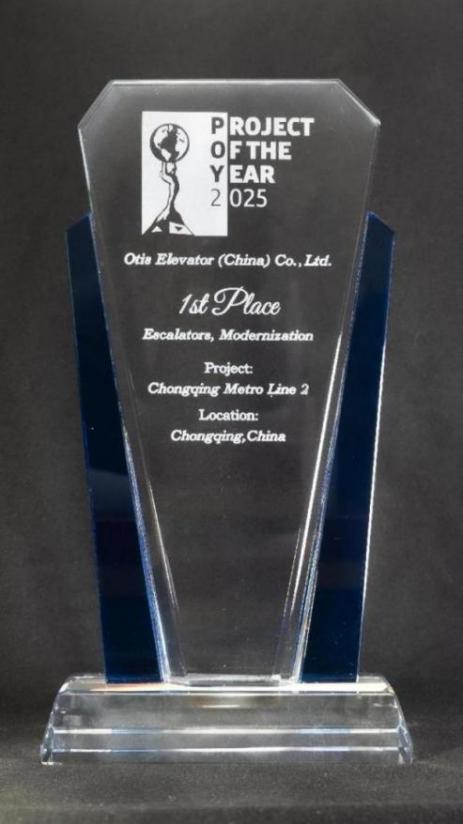 PROJECT
OF THE
YEAR
2025
Otis Elevator (China) Co., Ltd.
1st Place
Escalators, Modernization
Project:
Chongqing Metro Line 2
Location:
Chongqing,China